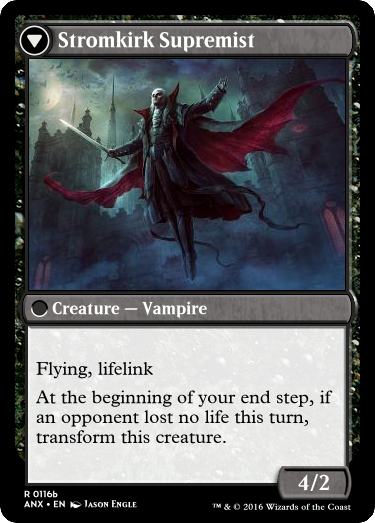 Stromkirk Supremist
Creature — Vampire
Flying, lifelink
At the beginning of your end step, if
an opponent lost no life this turn,
transform this creature.
4/2
R 0116b
ANX • EN Jason Engle
™ & © 2016 Wizards of the Coast